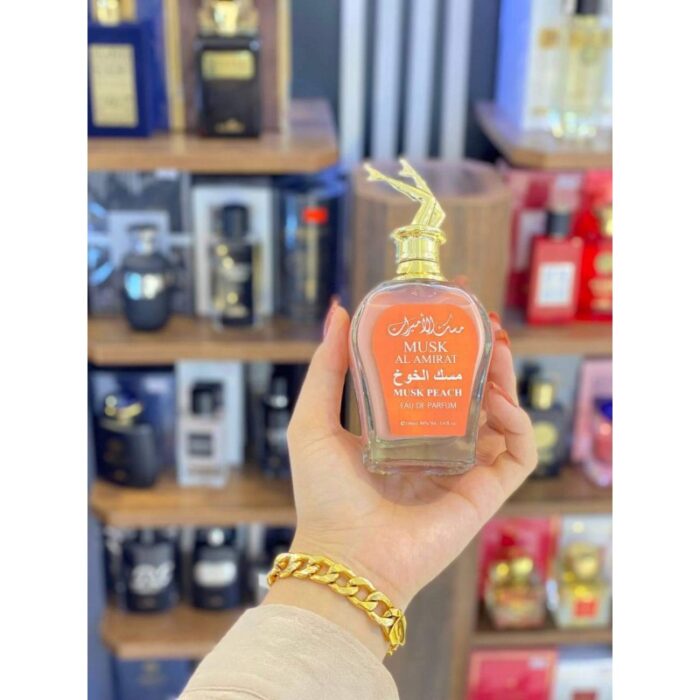 مسك الأميرات
MUSK
AL AMIRAT
مسك الخوخ
MUSK PEACH
EAU DE PARFUM